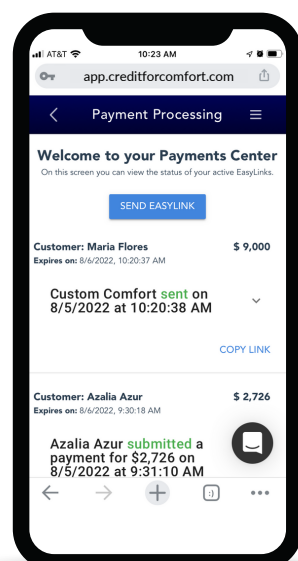 AT&T 10:23 AM
app.creditforcomfort.com
Payment Processing
Welcome to your Payments Center
On this screen you can view the status of your active EasyLinks.
SEND EASYLINK
Customer: Maria Flores $ 9,000
Expires on: 8/6/2022, 10:20:37 AM
Custom Comfort sent on
8/5/2022 at 10:20:38 AM
COPY LINK
Customer: Azalia Azur $ 2,726
Expires on: 8/6/2022, 9:30:18 AM
Azalia Azur submitted a
payment for $2,726 on
8/5/2022 at 9:31:10 AM
:)